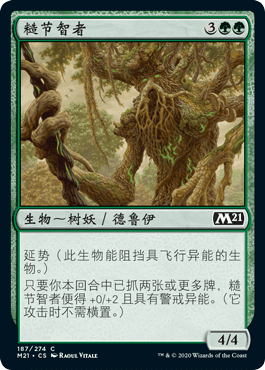 糙节智者 3
生物～树妖 / 德鲁伊 M21
延势（此生物能阻挡具飞行异能的生
物。）
只要你本回合中已抓两张或更多牌，糙
节智者便得 +0/+2 且具有警戒异能。（它
攻击时不需横置。）
4/4
187/274 C
M21 • CS RAOUL VITALE
™ & © 2020 Wizards of the Coast